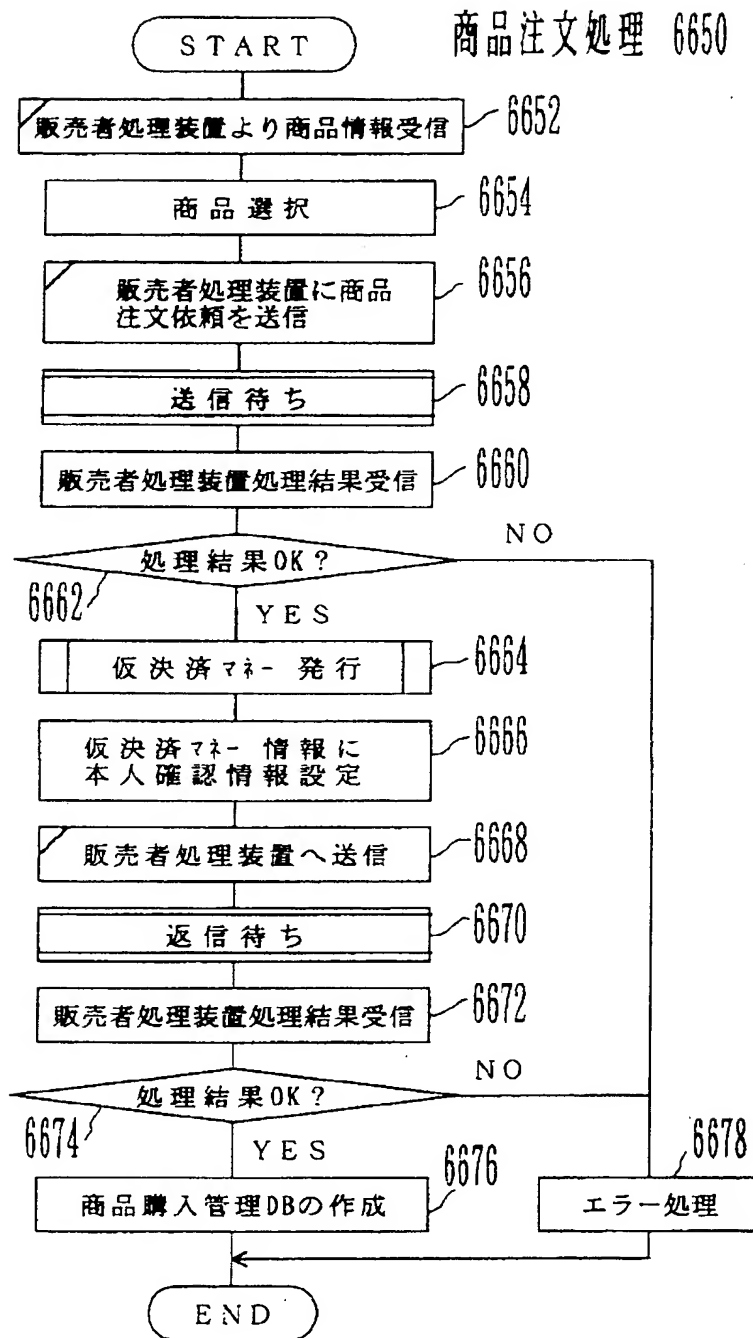 商品注文処理 6650
START
販売者処理装置より商品情報受信
6652
商品選択
6654
販売者処理装置に商品
注文依頼を送信
6656
送信待ち
6658
販売者処理装置処理結果受信
6660
処理結果OK?
NO
6662
YES
仮決済マネー 発行
6664
仮決済マネー 情報に
本人確認情報設定
6666
販売者処理装置へ送信
6668
返信待ち
6670
販売者処理装置処理結果受信
6672
処理結果OK?
NO
6674
YES
商品購入管理DBの作成
6676
エラー処理
6678
END